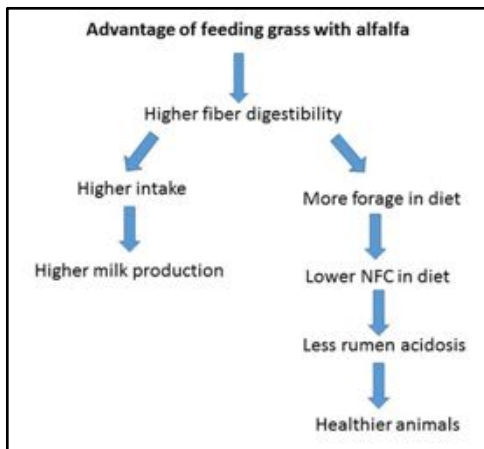 Advantage of feeding grass with alfalfa
Higher fiber digestibility
Higher intake
More forage in diet
Higher milk production
Lower NFC in diet
Less rumen acidosis
Healthier animals